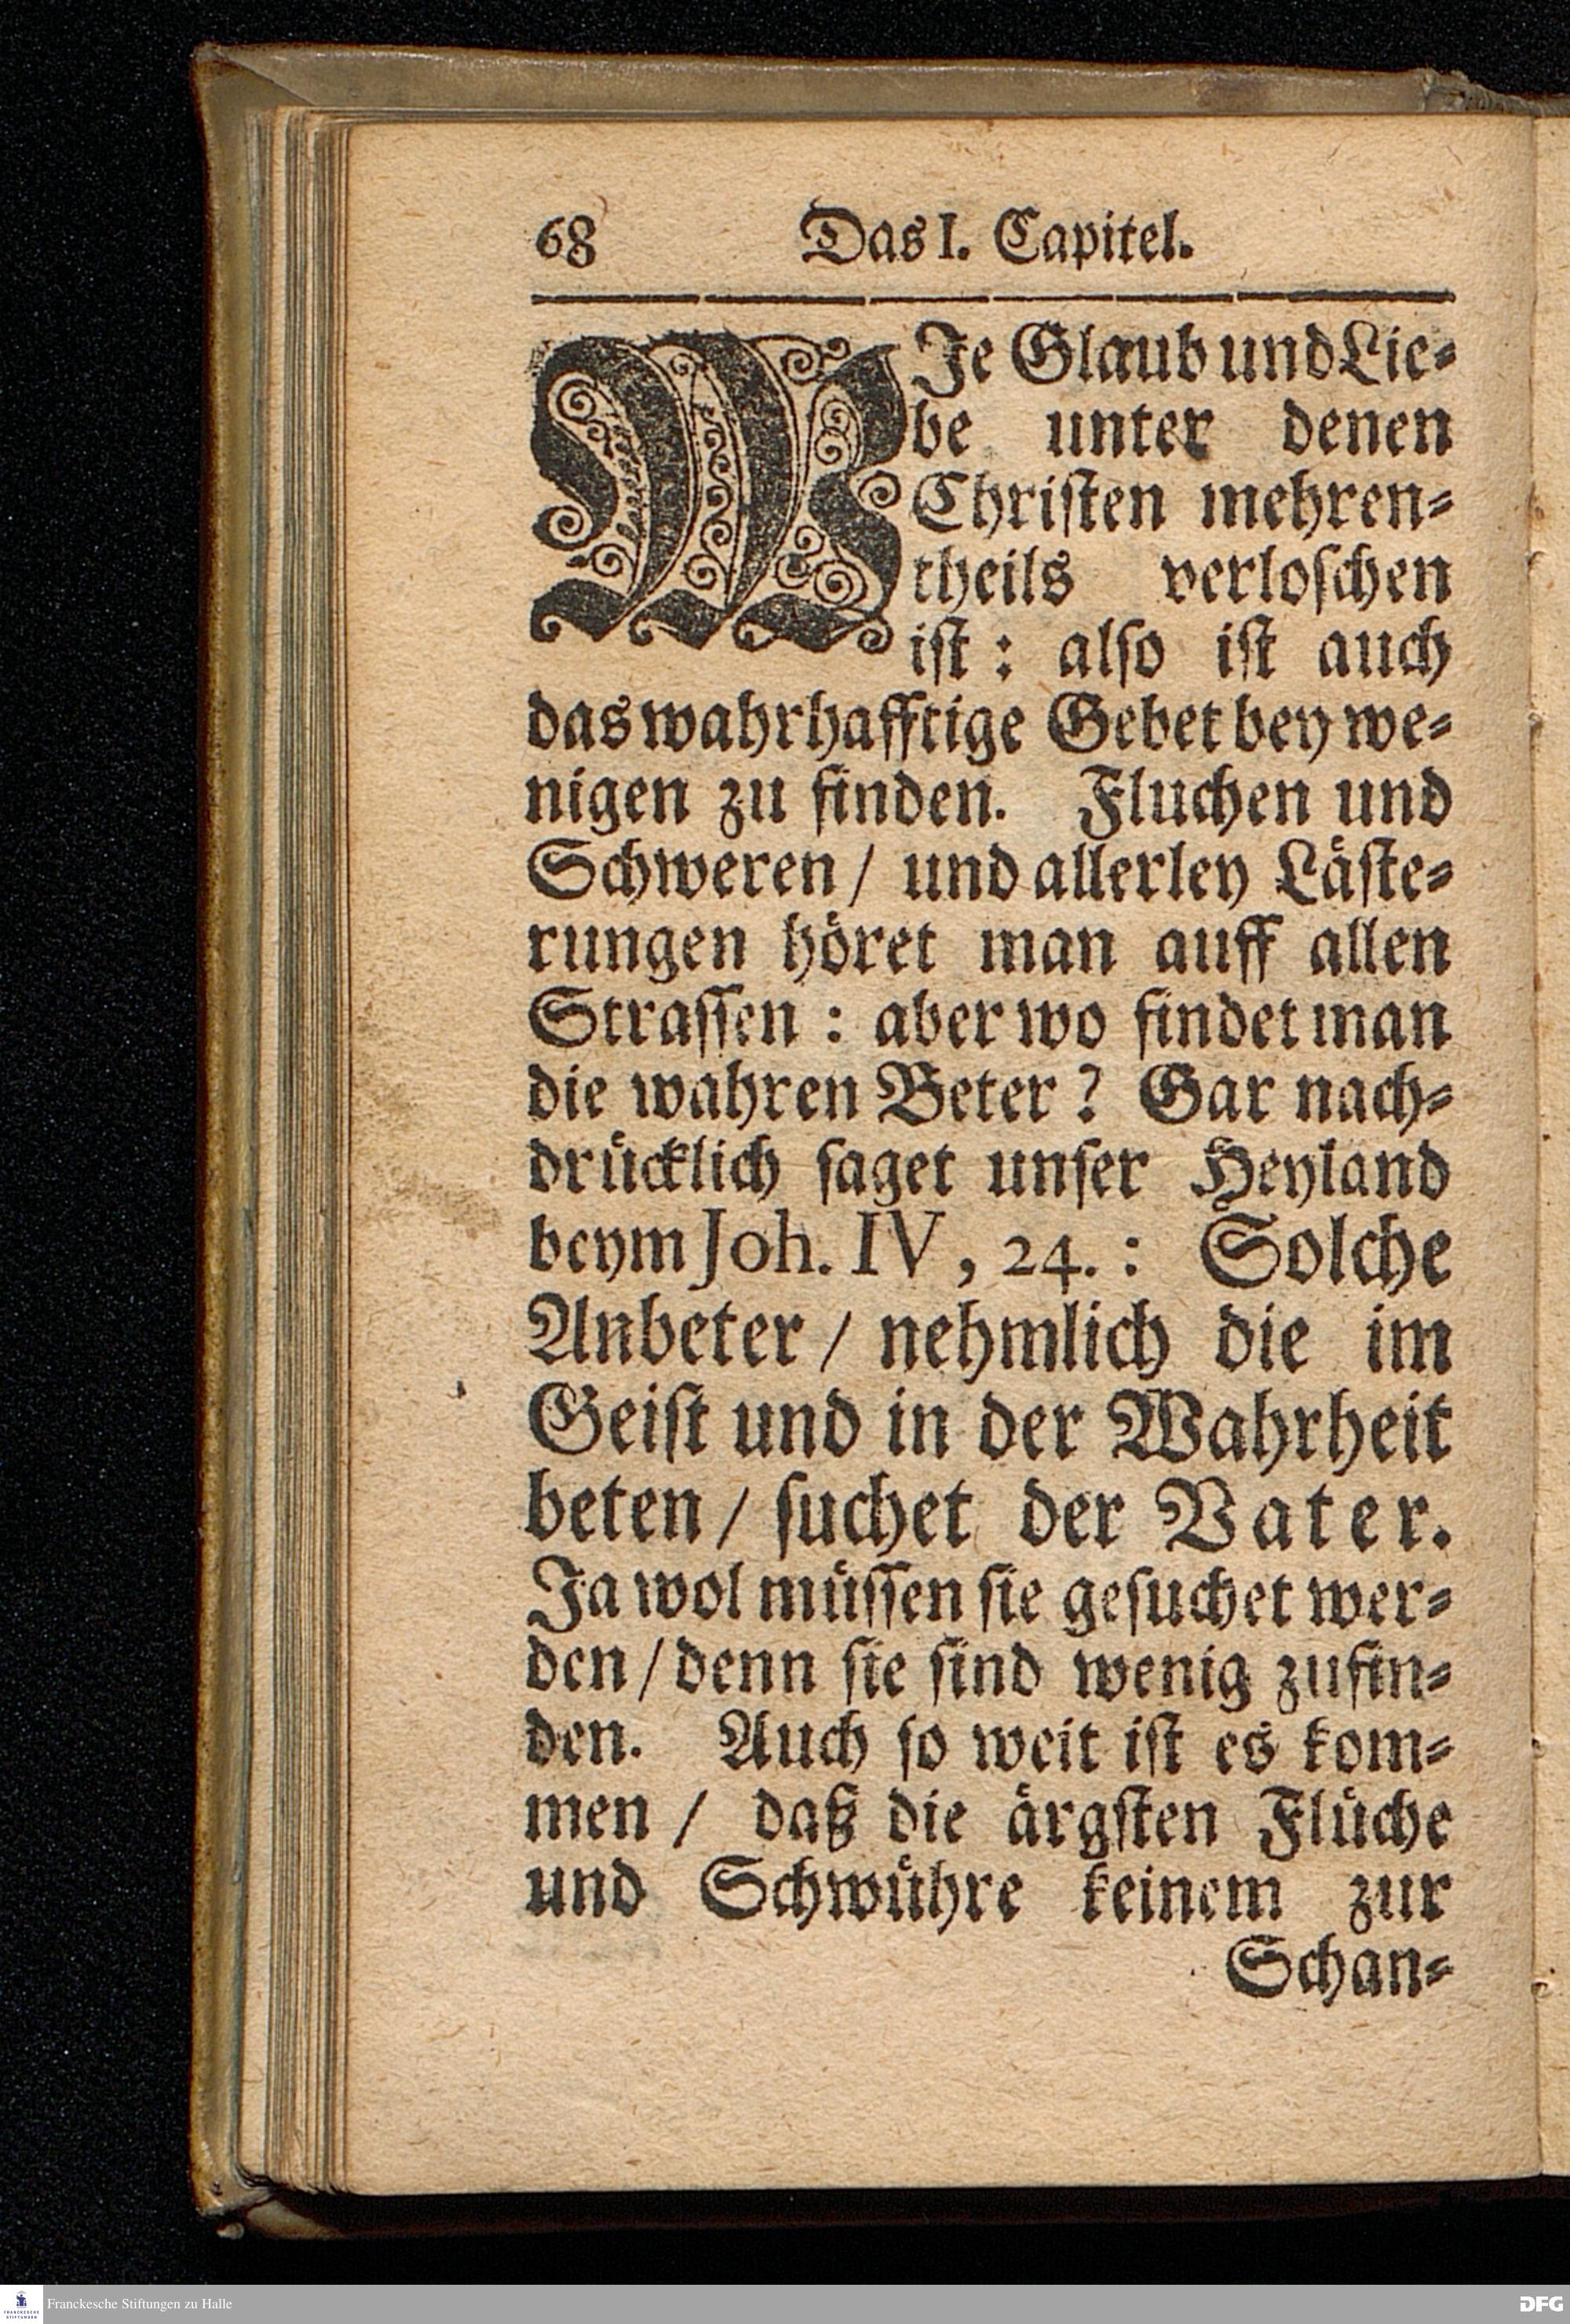 68 Das I. Capitel.
WJe Glaub und Lie-
be unter denen
Christen mehren-
theils verloschen
ist : also ist auch
das wahrhafftige Gebet bey we-
nigen zu finden. Fluchen und
Schweren / und allerley Läste-
rungen höret man auff allen
Strassen : aber wo findet man
die wahren Beter ? Gar nach-
drücklich saget unser Heyland
beym Joh. IV, 24. : Solche
Anbeter / nehmlich die im
Geist und in der Wahrheit
beten / suchet der Vater.
Ja wol müssen sie gesuchet wer-
den / denn sie sind wenig zufin-
den. Auch so weit ist es kom-
men / daß die ärgsten Flüche
und Schwühre keinem zur
Schan-
FRANCKESCHE
STIFTUNGEN
Franckesche Stiftungen zu Halle
DFG